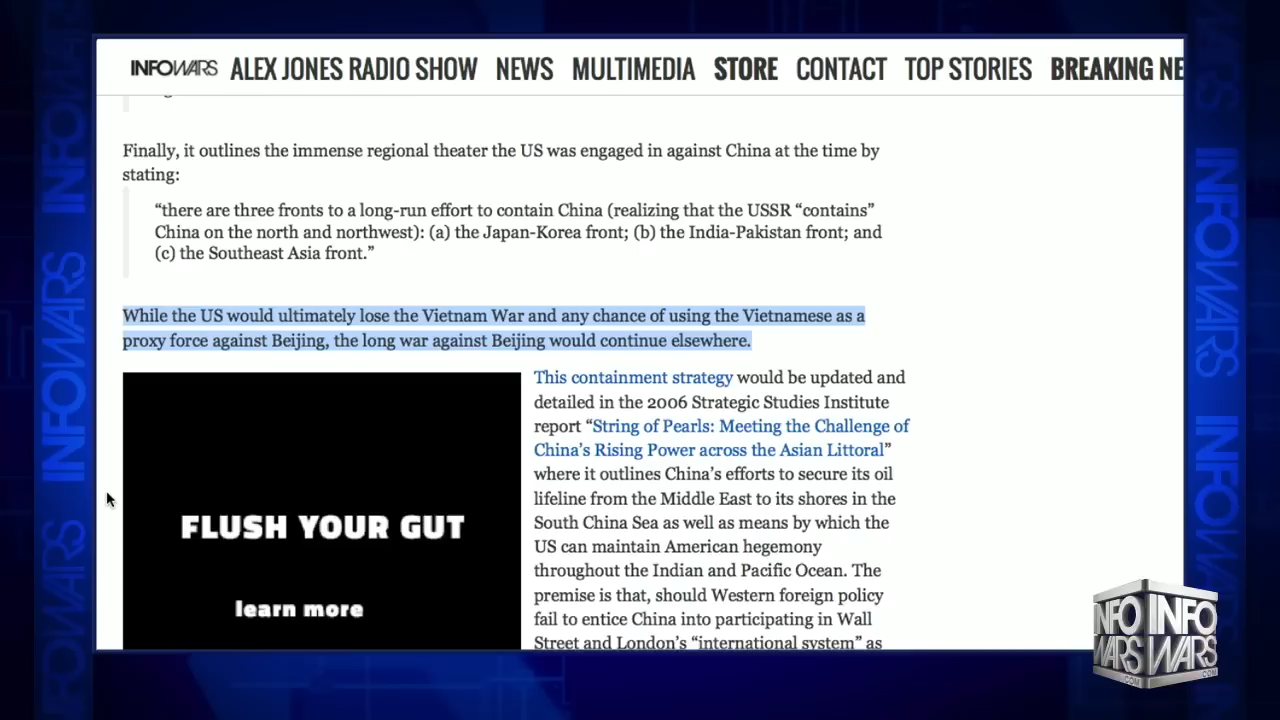 INFOWARS ALEX JONES RADIO SHOW NEWS MULTIMEDIA STORE CONTACT TOP STORIES BREAKING NE
Finally, it outlines the immense regional theater the US was engaged in against China at the time by
stating:
“there are three fronts to a long-run effort to contain China (realizing that the USSR “contains”
China on the north and northwest): (a) the Japan-Korea front; (b) the India-Pakistan front; and
(c) the Southeast Asia front.”
While the US would ultimately lose the Vietnam War and any chance of using the Vietnamese as a
proxy force against Beijing, the long war against Beijing would continue elsewhere.
FLUSH YOUR GUT
learn more
This containment strategy would be updated and
detailed in the 2006 Strategic Studies Institute
report “String of Pearls: Meeting the Challenge of
China’s Rising Power across the Asian Littoral”
where it outlines China’s efforts to secure its oil
lifeline from the Middle East to its shores in the
South China Sea as well as means by which the
US can maintain American hegemony
throughout the Indian and Pacific Ocean. The
premise is that, should Western foreign policy
fail to entice China into participating in Wall
Street and London’s “international system” as
INFOWARS
INFOWARS
INFOWARS
INFOWARS
INFOWARS
INFOWARS
INFO INFO
WARS WARS
.COM .COM